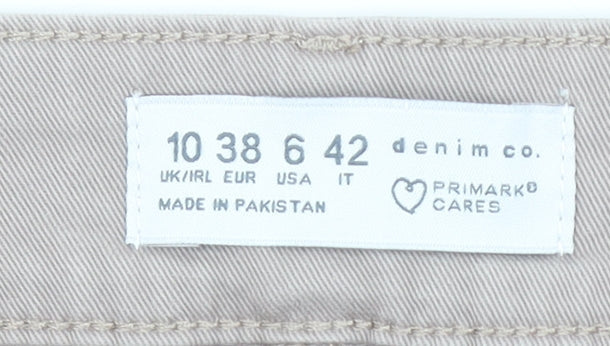 10 38 6 42
UK/IRL EUR USA IT
MADE IN PAKISTAN
denim co.
PRIMARK®
CARES